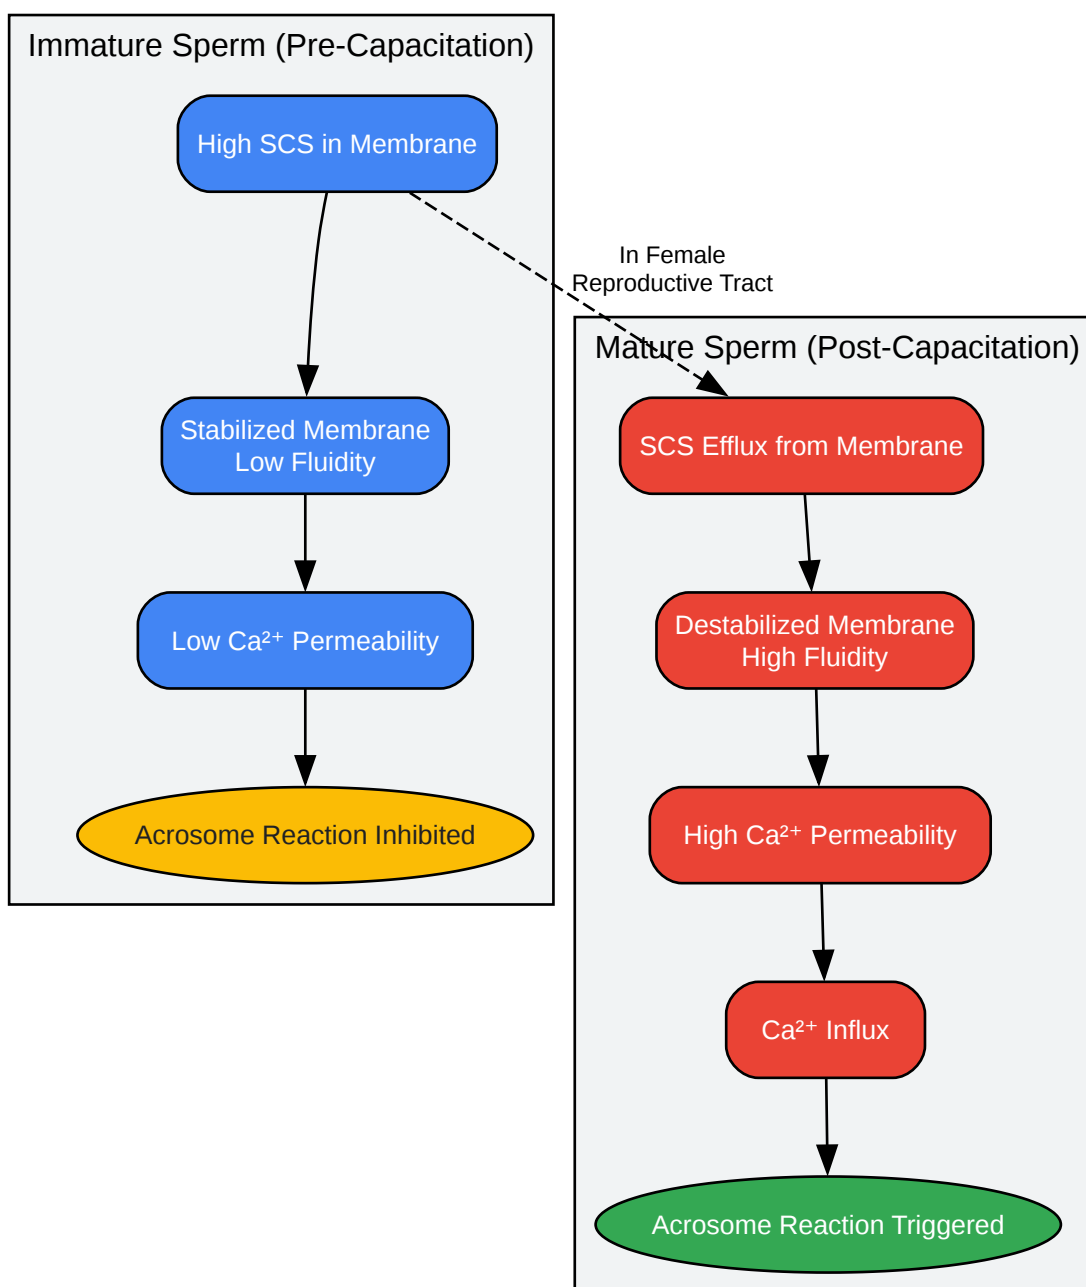 Immature Sperm (Pre-Capacitation)
High SCS in Membrane
In Female
Reproductive Tract
Mature Sperm (Post-Capacitation)
Stabilized Membrane
Low Fluidity
SCS Efflux from Membrane
Low Ca²⁺ Permeability
Destabilized Membrane
High Fluidity
Acrosome Reaction Inhibited
High Ca²⁺ Permeability
Ca²⁺ Influx
Acrosome Reaction Triggered